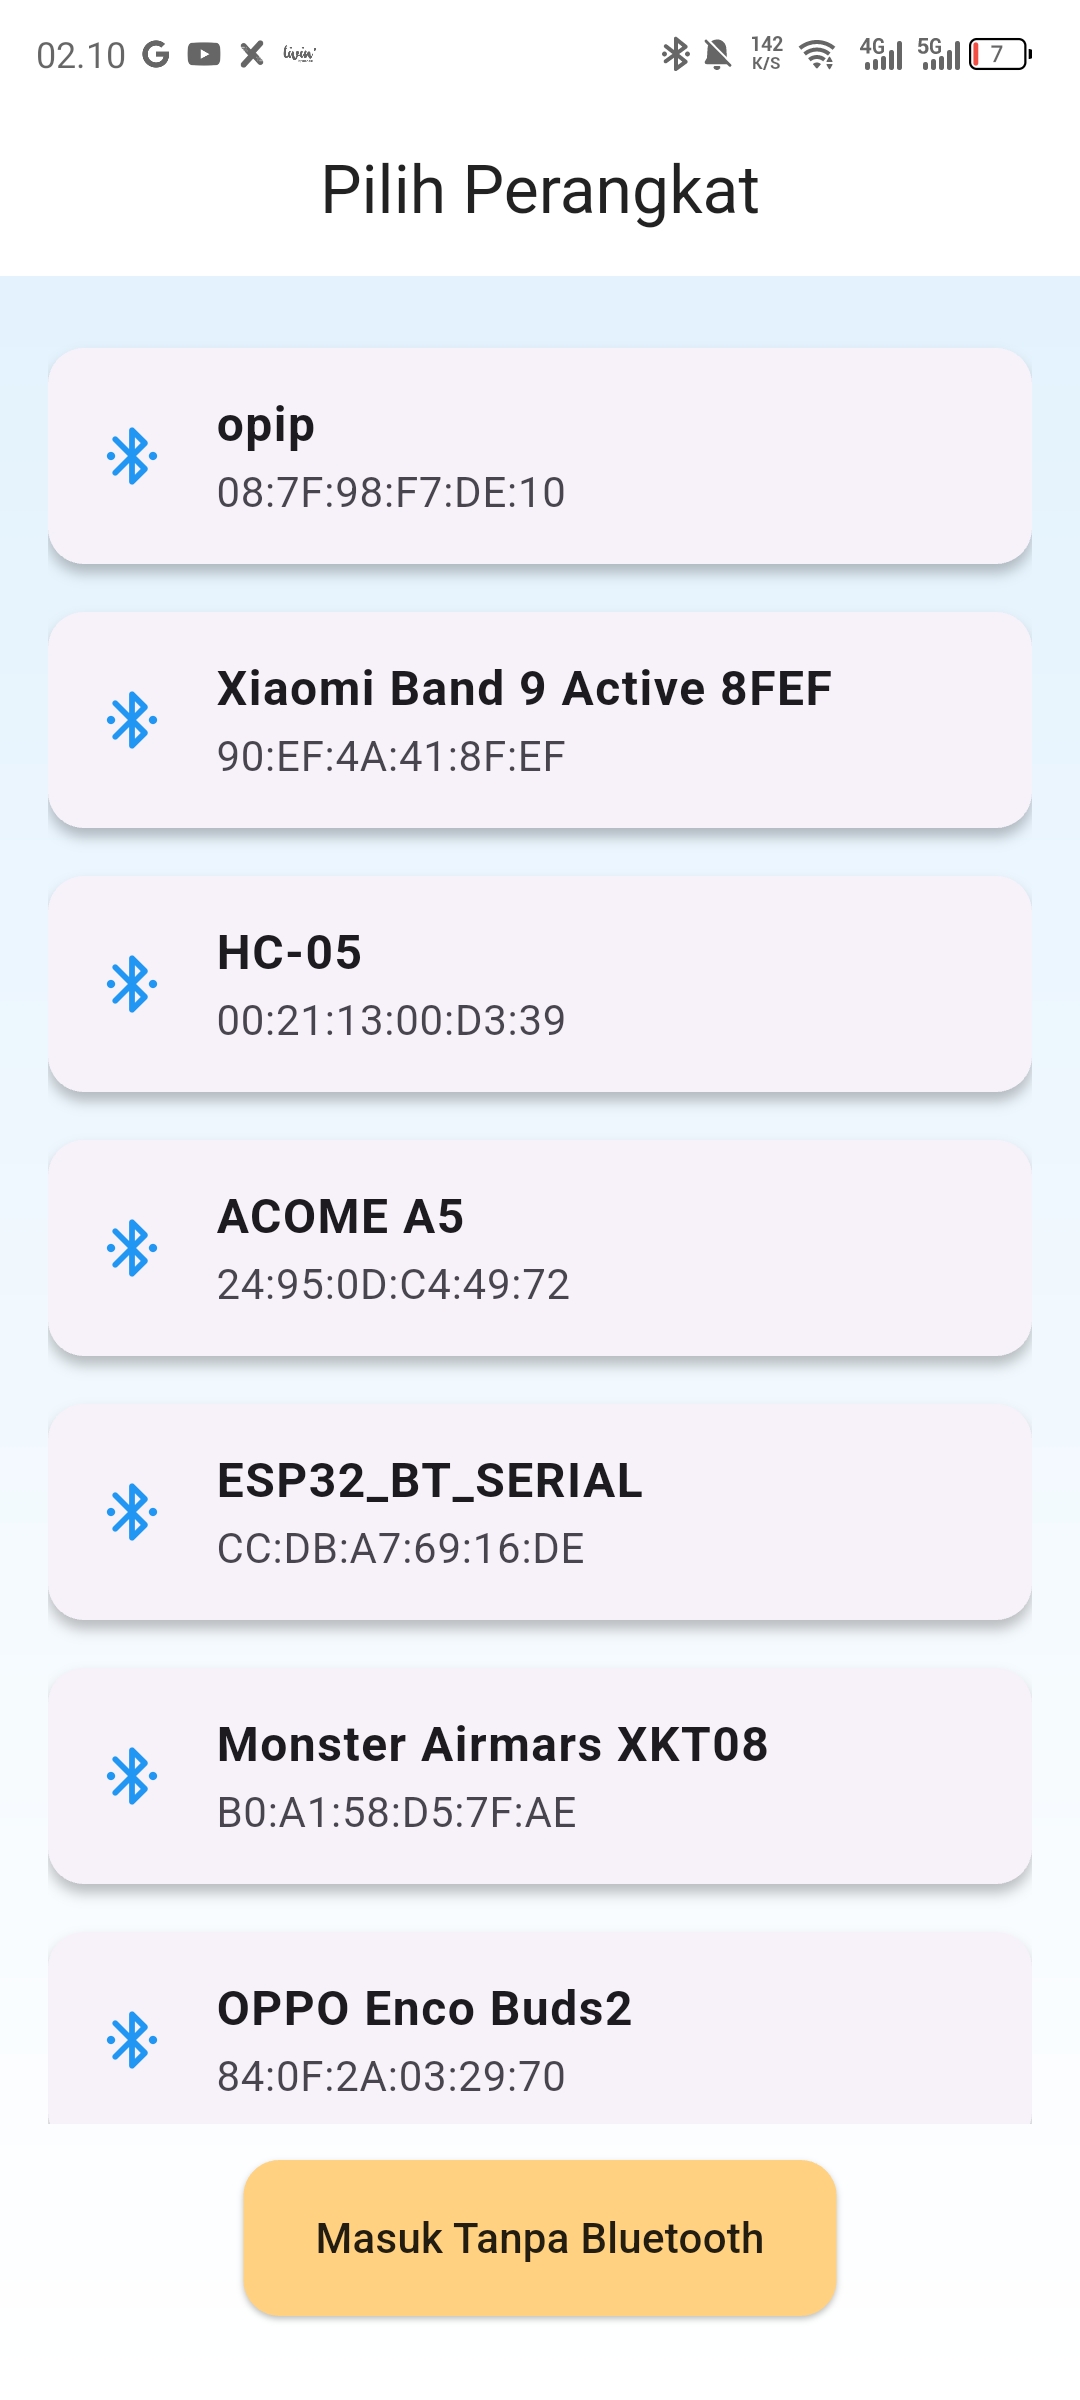 02.10
142
K/S
4G
5G
7
Pilih Perangkat
opip
08:7F:98:F7:DE:10
Xiaomi Band 9 Active 8FEF
90:EF:4A:41:8F:EF
HC-05
00:21:13:00:D3:39
ACOME A5
24:95:0D:C4:49:72
ESP32_BT_SERIAL
CC:DB:A7:69:16:DE
Monster Airmars XKT08
B0:A1:58:D5:7F:AE
OPPO Enco Buds2
84:0F:2A:03:29:70
Masuk Tanpa Bluetooth